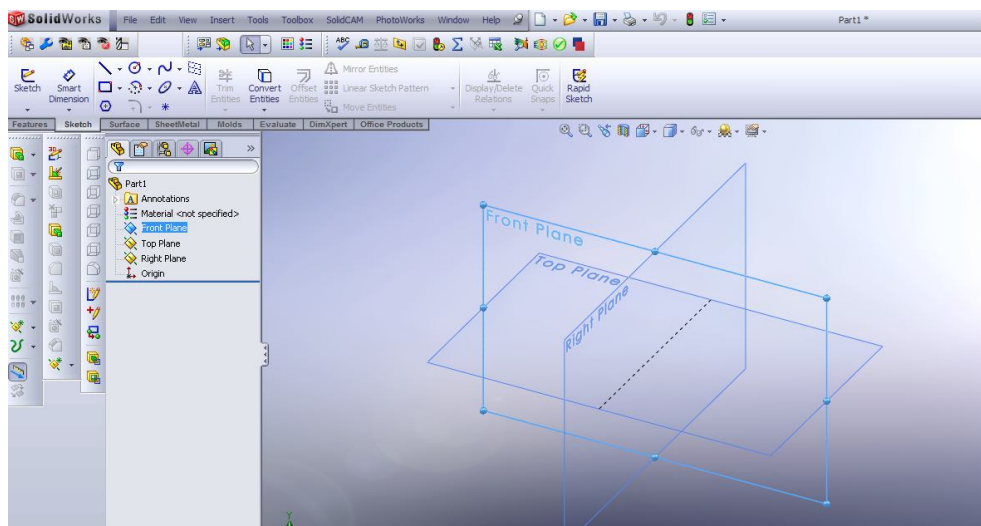 SW SolidWorks File Edit View Insert Tools Toolbox SolidCAM PhotoWorks Window Help Part1 *
ABC
Sketch Smart Dimension Trim Entities Convert Entities Offset Entities Mirror Entities Linear Sketch Pattern Move Entities Display/Delete Relations Quick Snaps Rapid Sketch
Features Sketch Surface SheetMetal Molds Evaluate DimXpert Office Products
3D
Part1
A Annotations
Material <not specified>
Front Plane
Top Plane
Right Plane
Origin
Front Plane
Top Plane
Right Plane
Y